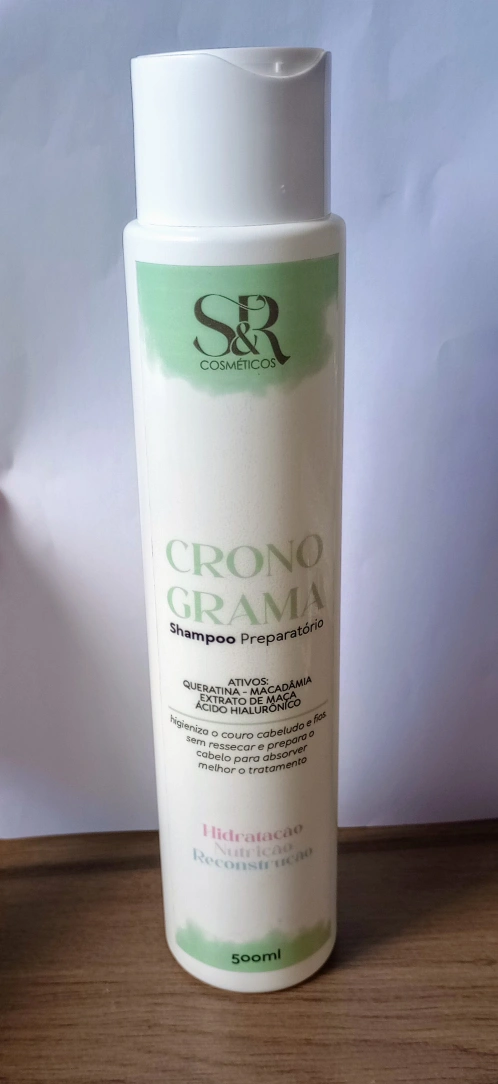 S&R
COSMÉTICOS
CRONO
GRAMA
Shampoo Preparatório
ATIVOS:
QUERATINA - MACADÂMIA
EXTRATO DE MAÇA
ÁCIDO HIALURÔNICO
higieniza o couro cabeludo e fios
sem ressecar e prepara o
cabelo para absorver
melhor o tratamento
Hidratação
Nutrição
Reconstrução
500ml